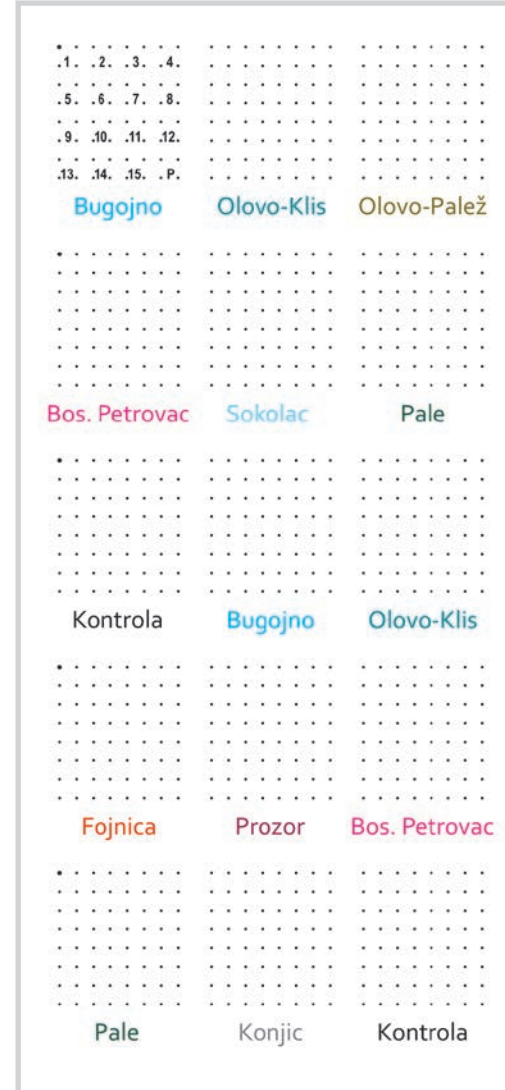 .1. .2. .3. .4.
.5. .6. .7. .8.
.9. .10. .11. .12.
.13. .14. .15. .P.
Bugojno Olovo-Klis Olovo-Palež
Bos. Petrovac Sokolac Pale
Kontrola Bugojno Olovo-Klis
Fojnica Prozor Bos. Petrovac
Pale Konjic Kontrola